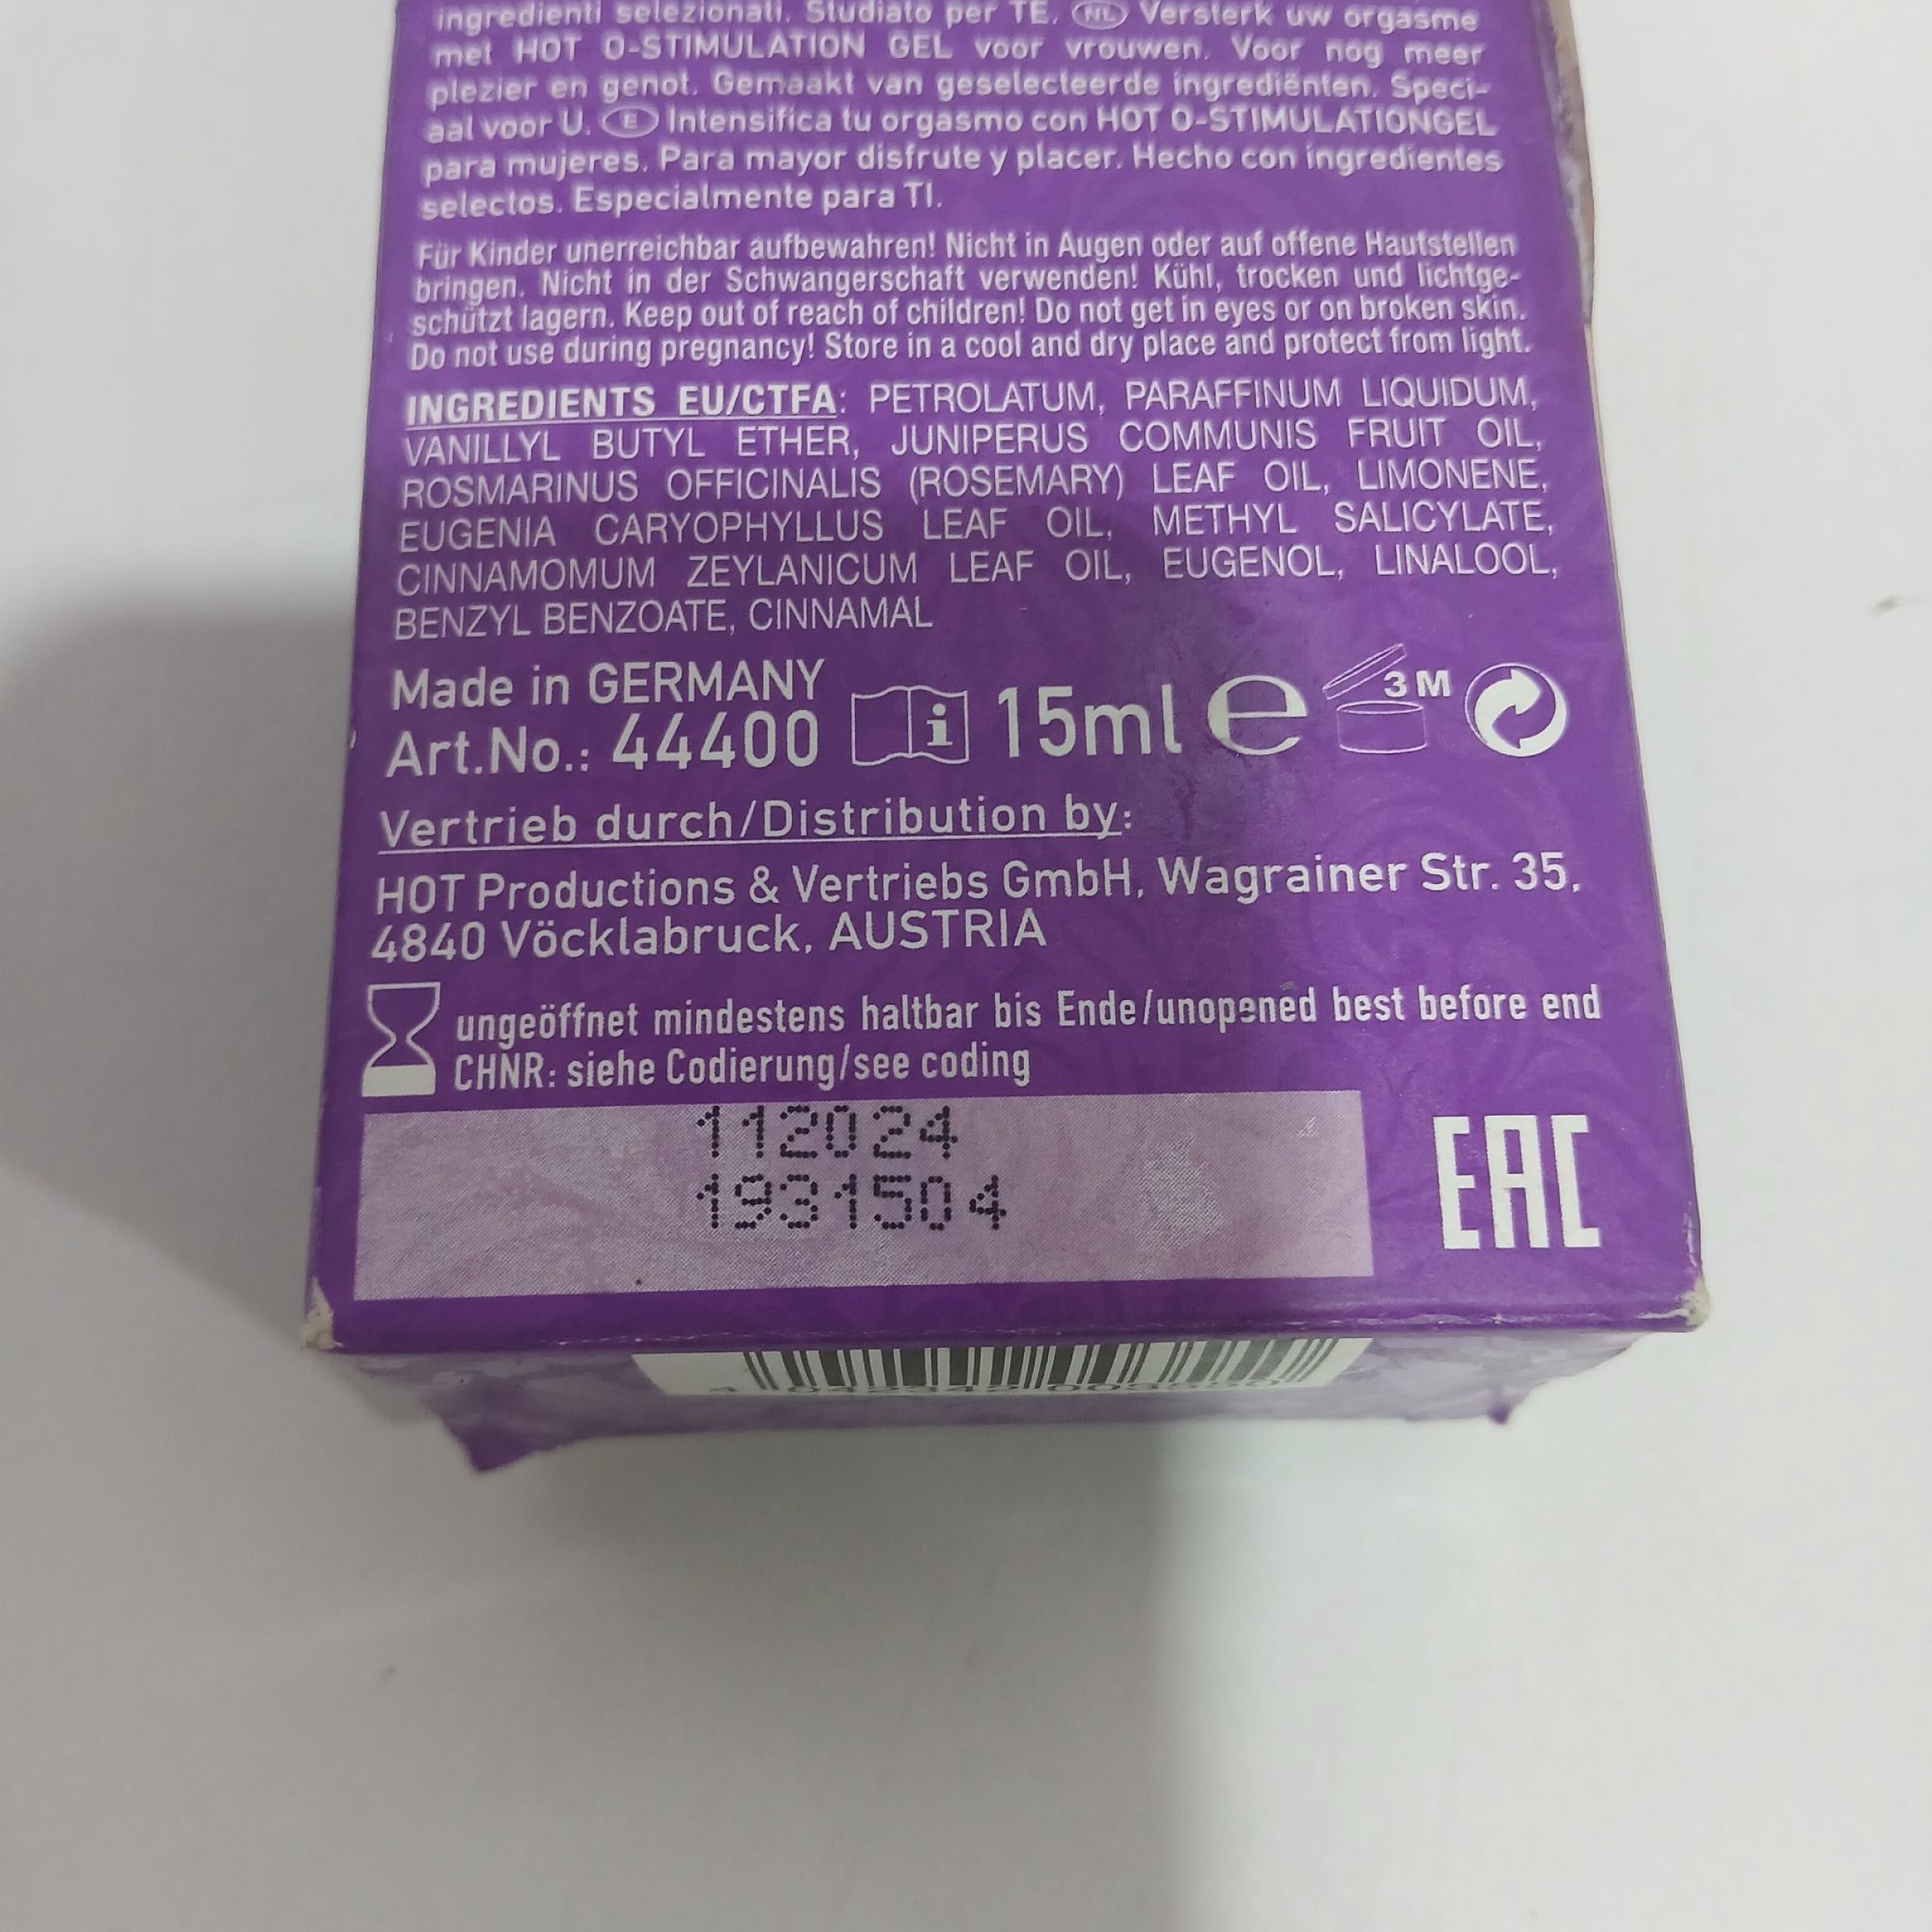 ingredienti selezionati. Studiato per TE. NL Versterk uw orgasme
met HOT O-STIMULATION GEL voor vrouwen. Voor nog meer
plezier en genot. Gemaakt van geselecteerde ingrediënten. Speci-
aal voor U. E Intensifica tu orgasmo con HOT O-STIMULATIONGEL
para mujeres. Para mayor disfrute y placer. Hecho con ingredientes
selectos. Especialmente para TI.
Für Kinder unerreichbar aufbewahren! Nicht in Augen oder auf offene Hautstellen
bringen. Nicht in der Schwangerschaft verwenden! Kühl, trocken und lichtge-
schützt lagern. Keep out of reach of children! Do not get in eyes or on broken skin.
Do not use during pregnancy! Store in a cool and dry place and protect from light.
INGREDIENTS EU/CTFA: PETROLATUM, PARAFFINUM LIQUIDUM,
VANILLYL BUTYL ETHER, JUNIPERUS COMMUNIS FRUIT OIL,
ROSMARINUS OFFICINALIS (ROSEMARY) LEAF OIL, LIMONENE,
EUGENIA CARYOPHYLLUS LEAF OIL, METHYL SALICYLATE,
CINNAMOMUM ZEYLANICUM LEAF OIL, EUGENOL, LINALOOL,
BENZYL BENZOATE, CINNAMAL
Made in GERMANY
Art.No.: 44400 i 15ml e 3 M
Vertrieb durch/Distribution by:
HOT Productions & Vertriebs GmbH, Wagrainer Str. 35,
4840 Vöcklabruck, AUSTRIA
ungeöffnet mindestens haltbar bis Ende/unopened best before end
CHNR: siehe Codierung/see coding
112024
1931504
EAC